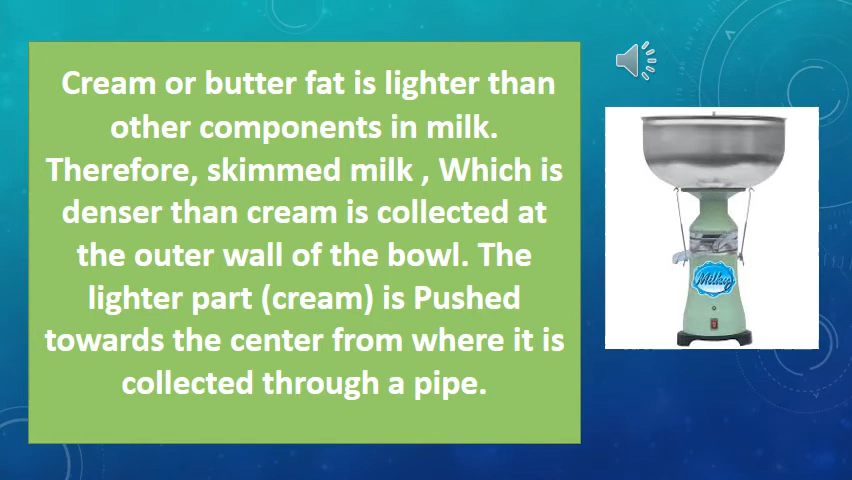 Cream or butter fat is lighter than
other components in milk.
Therefore, skimmed milk , Which is
denser than cream is collected at
the outer wall of the bowl. The
lighter part (cream) is Pushed
towards the center from where it is
collected through a pipe.
Milky